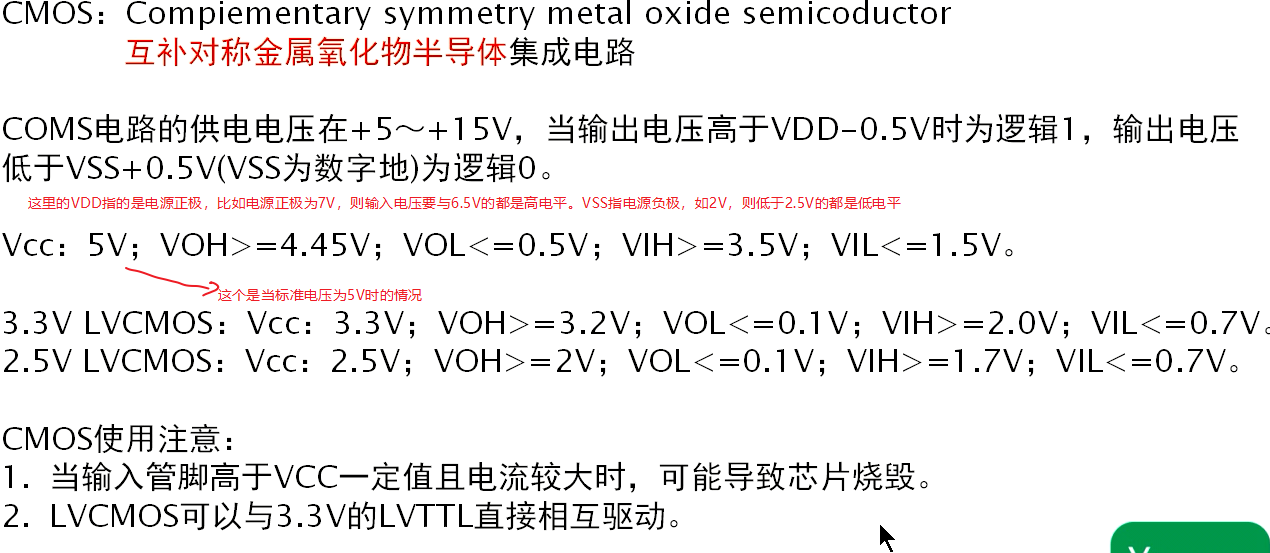 CMOS：Compiementary symmetry metal oxide semicoductor
互补对称金属氧化物半导体集成电路
COMS电路的供电电压在+5～+15V，当输出电压高于VDD-0.5V时为逻辑1，输出电压
低于VSS+0.5V(VSS为数字地)为逻辑0。
这里的VDD指的是电源正极，比如电源正极为7V，则输入电压要与6.5V的都是高电平。VSS指电源负极，如2V，则低于2.5V的都是低电平
Vcc：5V；VOH>=4.45V；VOL<=0.5V；VIH>=3.5V；VIL<=1.5V。
这个是当标准电压为5V时的情况
3.3V LVCMOS：Vcc：3.3V；VOH>=3.2V；VOL<=0.1V；VIH>=2.0V；VIL<=0.7V。
2.5V LVCMOS：Vcc：2.5V；VOH>=2V；VOL<=0.1V；VIH>=1.7V；VIL<=0.7V。
CMOS使用注意：
1. 当输入管脚高于VCC一定值且电流较大时，可能导致芯片烧毁。
2. LVCMOS可以与3.3V的LVTTL直接相互驱动。